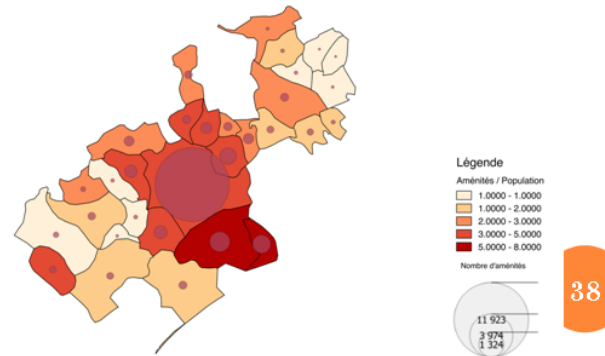 Légende
Aménités / Population
1.0000 - 1.0000
1.0000 - 2.0000
2.0000 - 3.0000
3.0000 - 5.0000
5.0000 - 8.0000
Nombre d'aménités
11 923
3 974
1 324
38